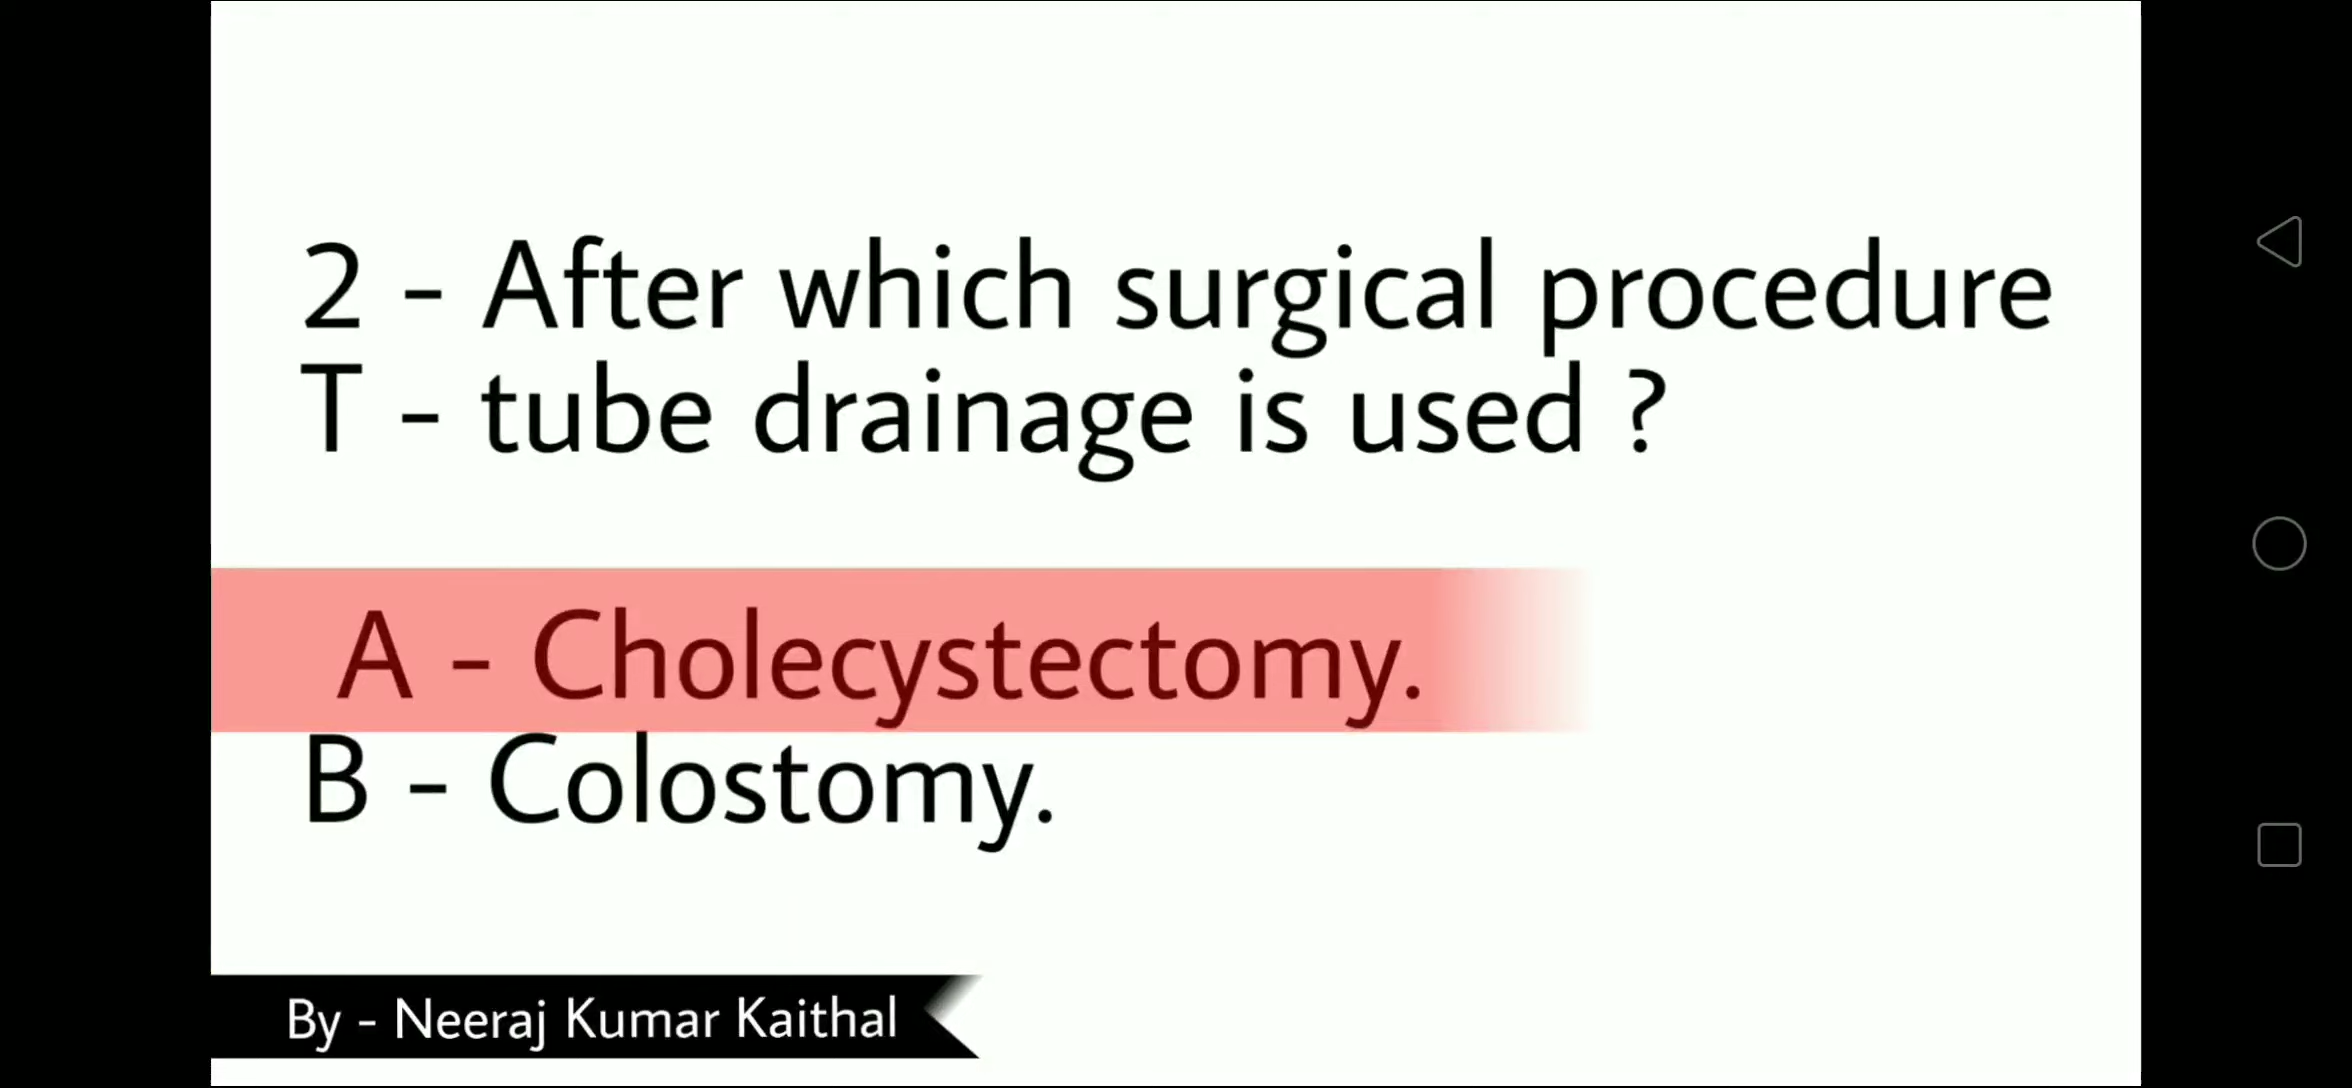 2 - After which surgical procedure
T - tube drainage is used ?
A - Cholecystectomy.
B - Colostomy.
By - Neeraj Kumar Kaithal